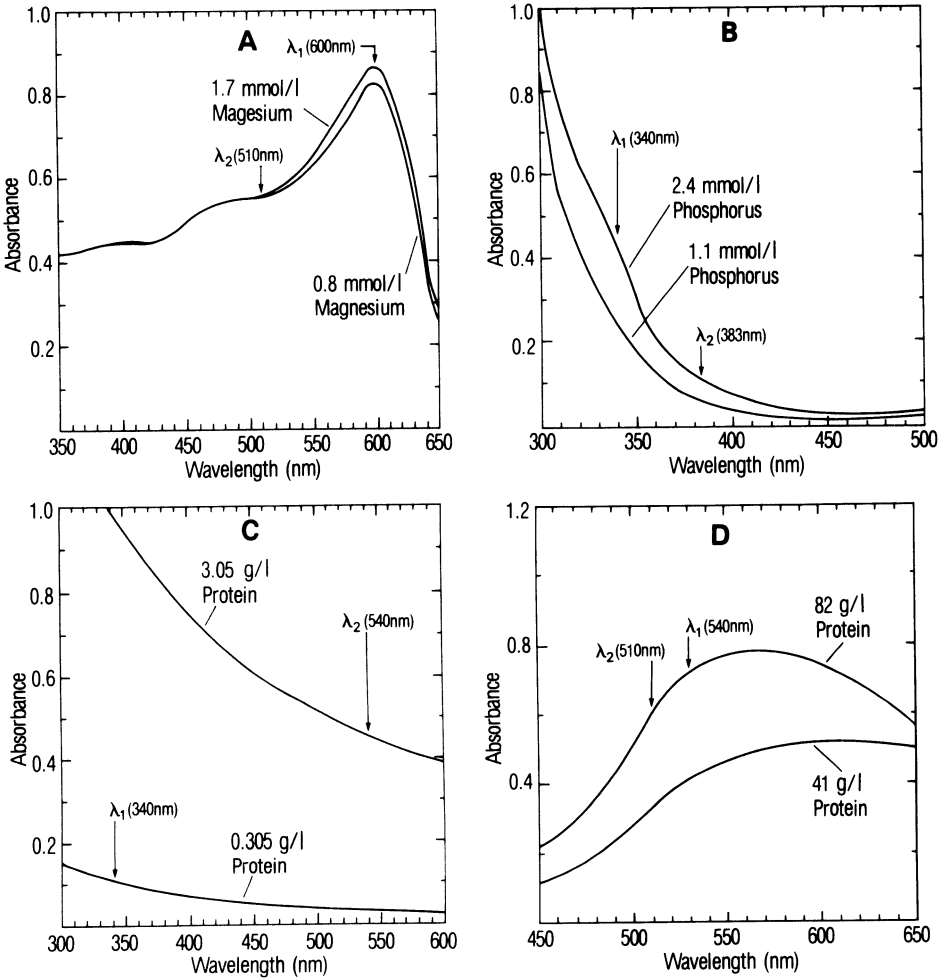 A
1.0
0.8
0.6
0.4
0.2
Absorbance
λ1 (600nm)
1.7 mmol/l
Magesium
λ2 (510nm)
0.8 mmol/l
Magnesium
350 400 450 500 550 600 650
Wavelength (nm)
B
1.0
0.8
0.6
0.4
0.2
Absorbance
λ1 (340nm)
2.4 mmol/l
Phosphorus
1.1 mmol/l
Phosphorus
λ2 (383nm)
300 350 400 450 500
Wavelength (nm)
C
1.0
0.8
0.6
0.4
0.2
Absorbance
3.05 g/l
Protein
λ2 (540nm)
λ1 (340nm)
0.305 g/l
Protein
300 350 400 450 500 550 600
Wavelength (nm)
D
1.2
0.8
0.4
Absorbance
82 g/l
Protein
λ1 (540nm)
λ2 (510nm)
41 g/l
Protein
450 500 550 600 650
Wavelength (nm)